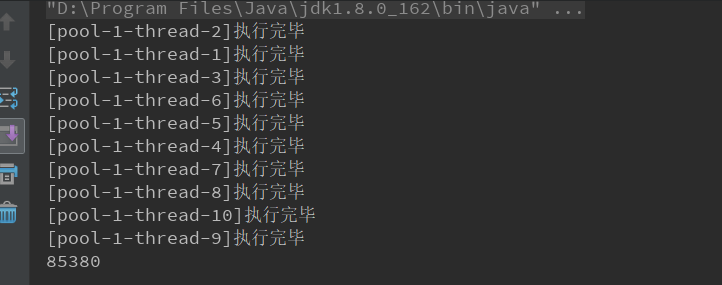 "D:\Program Files\Java\jdk1.8.0_162\bin\java" ...
[pool-1-thread-2]执行完毕
[pool-1-thread-1]执行完毕
[pool-1-thread-3]执行完毕
[pool-1-thread-6]执行完毕
[pool-1-thread-5]执行完毕
[pool-1-thread-4]执行完毕
[pool-1-thread-7]执行完毕
[pool-1-thread-8]执行完毕
[pool-1-thread-10]执行完毕
[pool-1-thread-9]执行完毕
85380